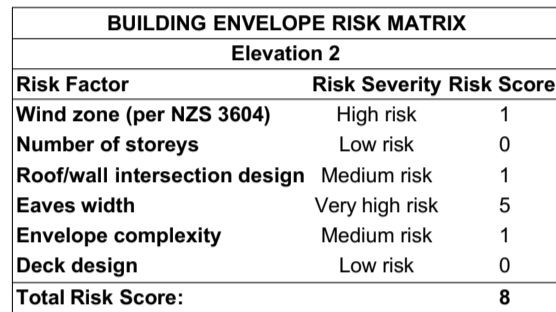 BUILDING ENVELOPE RISK MATRIX
Elevation 2
Risk Factor Risk Severity Risk Score
Wind zone (per NZS 3604) High risk 1
Number of storeys Low risk 0
Roof/wall intersection design Medium risk 1
Eaves width Very high risk 5
Envelope complexity Medium risk 1
Deck design Low risk 0
Total Risk Score: 8